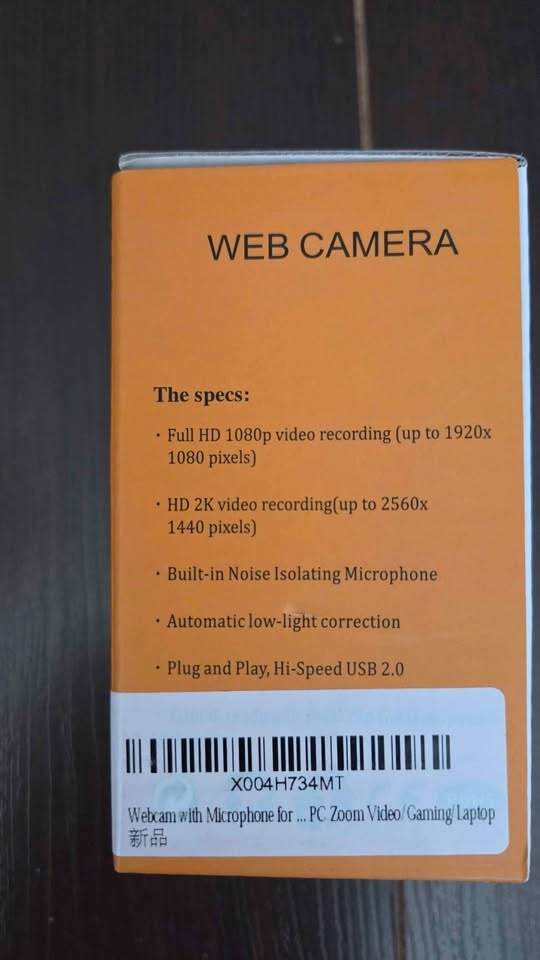 WEB CAMERA
The specs:
· Full HD 1080p video recording (up to 1920x
1080 pixels)
· HD 2K video recording(up to 2560x
1440 pixels)
· Built-in Noise Isolating Microphone
· Automatic low-light correction
· Plug and Play, Hi-Speed USB 2.0
X004H734MT
Webcam with Microphone for ... PC Zoom Video/Gaming/Laptop
新品